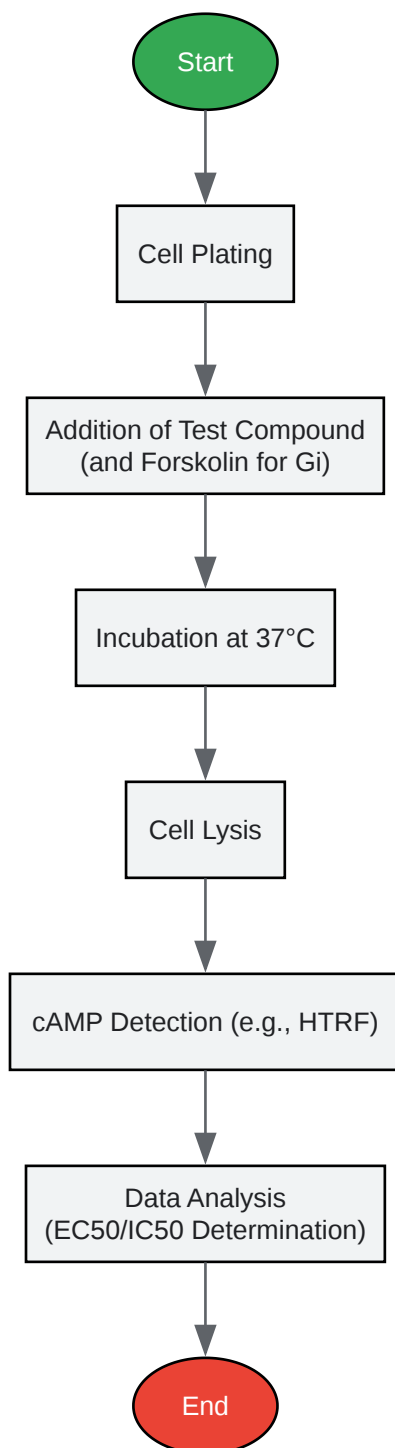 Start
Cell Plating
Addition of Test Compound
(and Forskolin for Gi)
Incubation at 37°C
Cell Lysis
cAMP Detection (e.g., HTRF)
Data Analysis
(EC50/IC50 Determination)
End